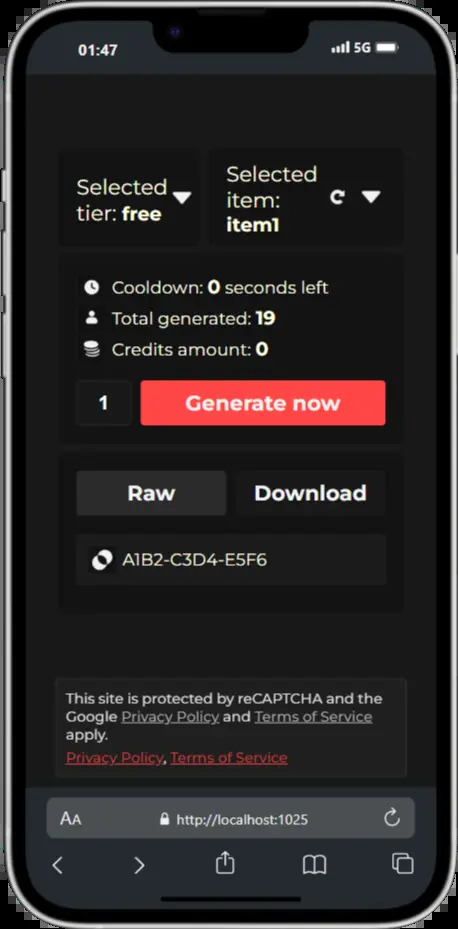 01:47
5G
Selected
tier: free
Selected
item:
item1
Cooldown: 0 seconds left
Total generated: 19
Credits amount: 0
1
Generate now
Raw
Download
A1B2-C3D4-E5F6
This site is protected by reCAPTCHA and the
Google Privacy Policy and Terms of Service
apply.
Privacy Policy, Terms of Service
AA
http://localhost:1025